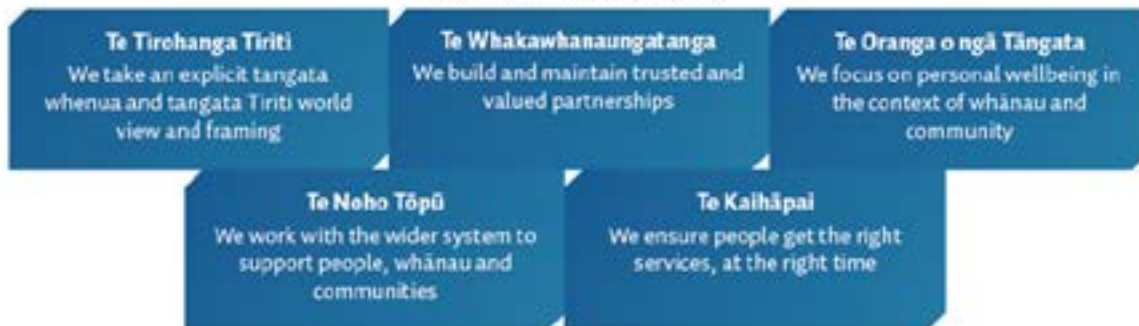 Te Tirohanga Tiriti
We take an explicit tangata
whenua and tangata Tiriti world
view and framing
Te Whakawhanaungatanga
We build and maintain trusted and
valued partnerships
Te Oranga o ngā Tāngata
We focus on personal wellbeing in
the context of whānau and
community
Te Noho Tōpū
We work with the wider system to
support people, whānau and
communities
Te Kaihāpai
We ensure people get the right
services, at the right time